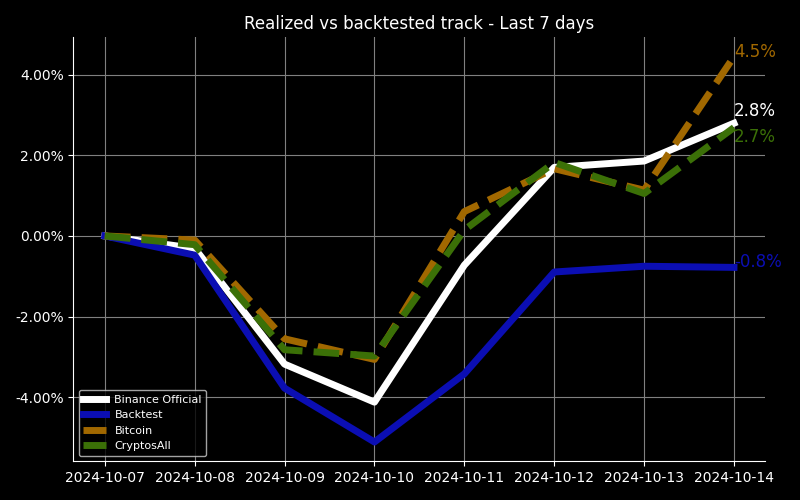 Realized vs backtested track - Last 7 days
4.5%
4.00%
2.8%
2.7%
2.00%
0.00%
-0.8%
-2.00%
-4.00%
Binance Official
Backtest
Bitcoin
CryptosAll
2024-10-07 2024-10-08 2024-10-09 2024-10-10 2024-10-11 2024-10-12 2024-10-13 2024-10-14